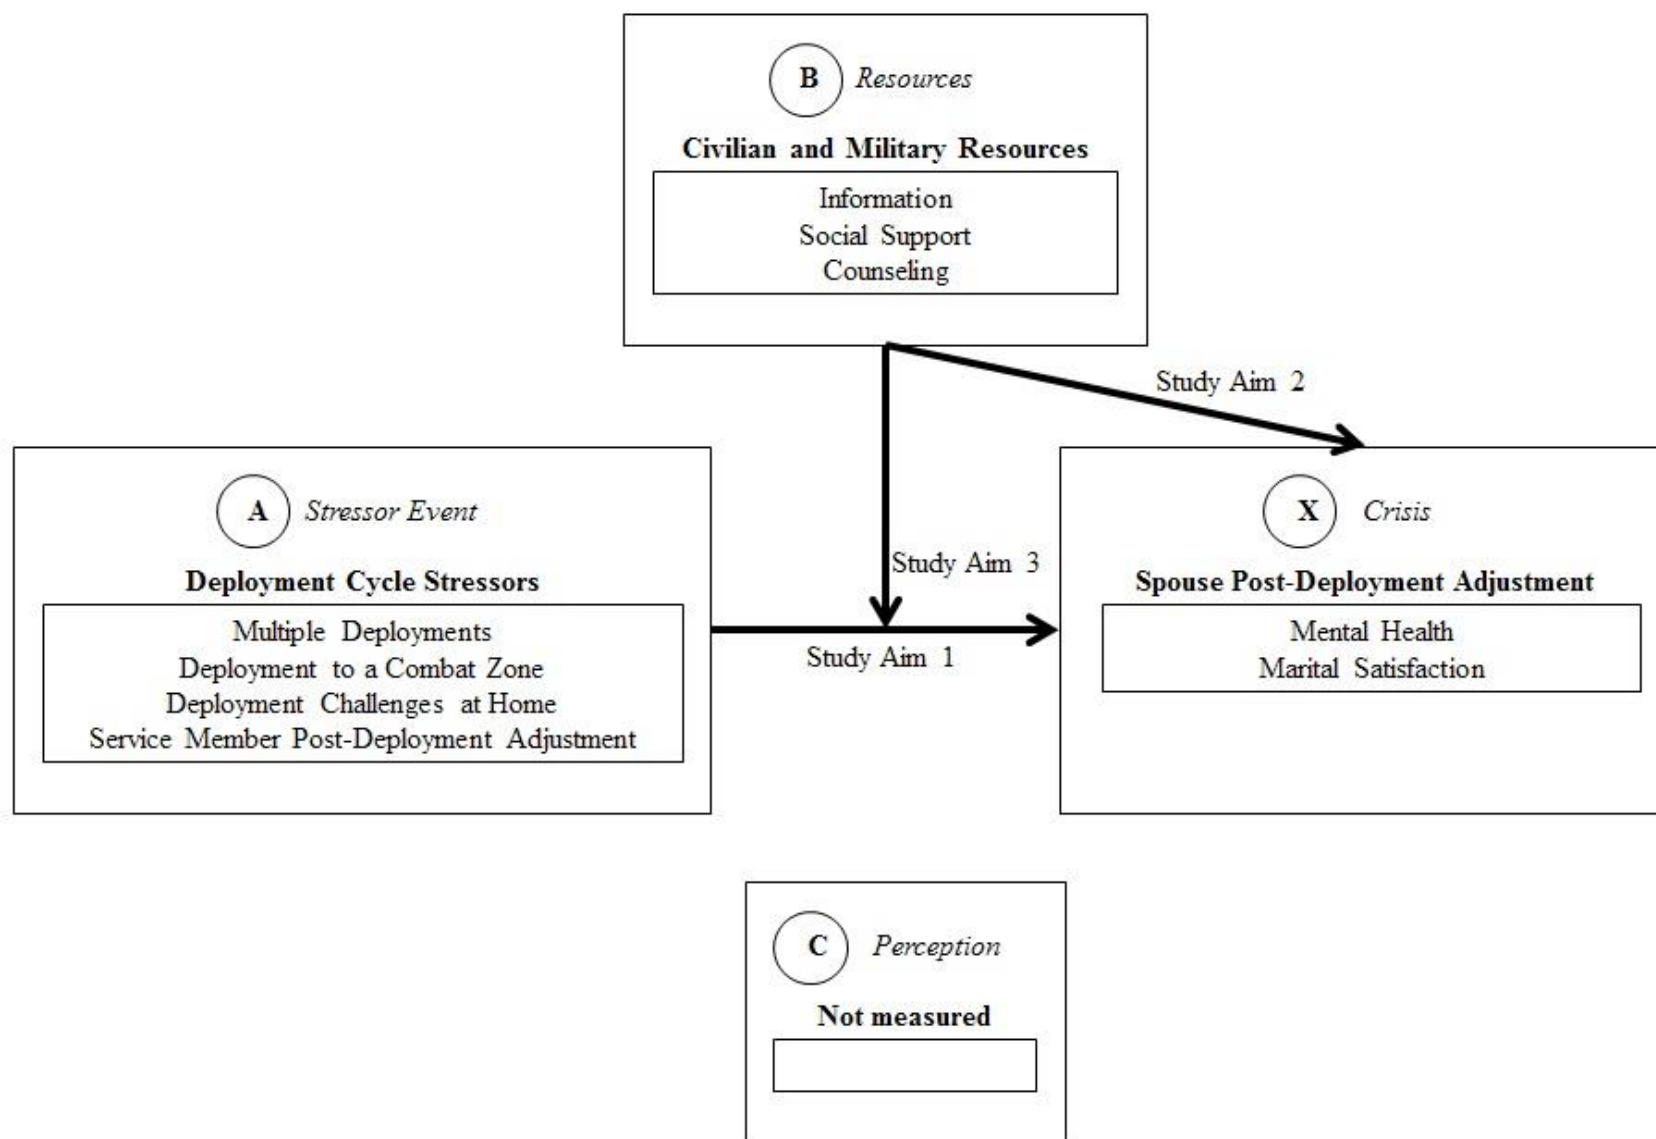 B Resources
Civilian and Military Resources
Information
Social Support
Counseling
Study Aim 2
A Stressor Event
Deployment Cycle Stressors
Multiple Deployments
Deployment to a Combat Zone
Deployment Challenges at Home
Service Member Post-Deployment Adjustment
Study Aim 3
Study Aim 1
X Crisis
Spouse Post-Deployment Adjustment
Mental Health
Marital Satisfaction
C Perception
Not measured